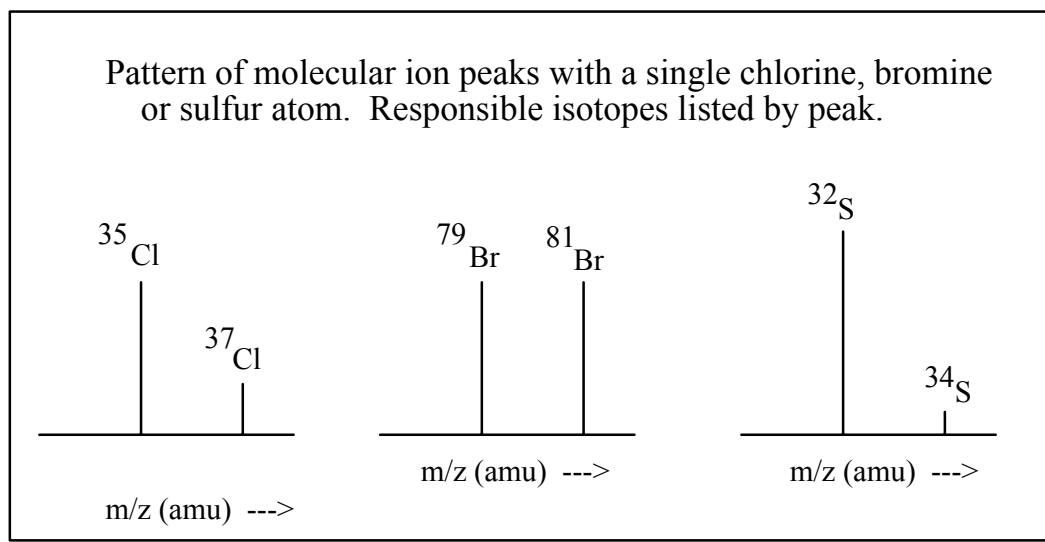 Pattern of molecular ion peaks with a single chlorine, bromine
or sulfur atom.  Responsible isotopes listed by peak.
35Cl
37Cl
m/z (amu)  --->
79Br
81Br
m/z (amu)  --->
32S
34S
m/z (amu)  --->